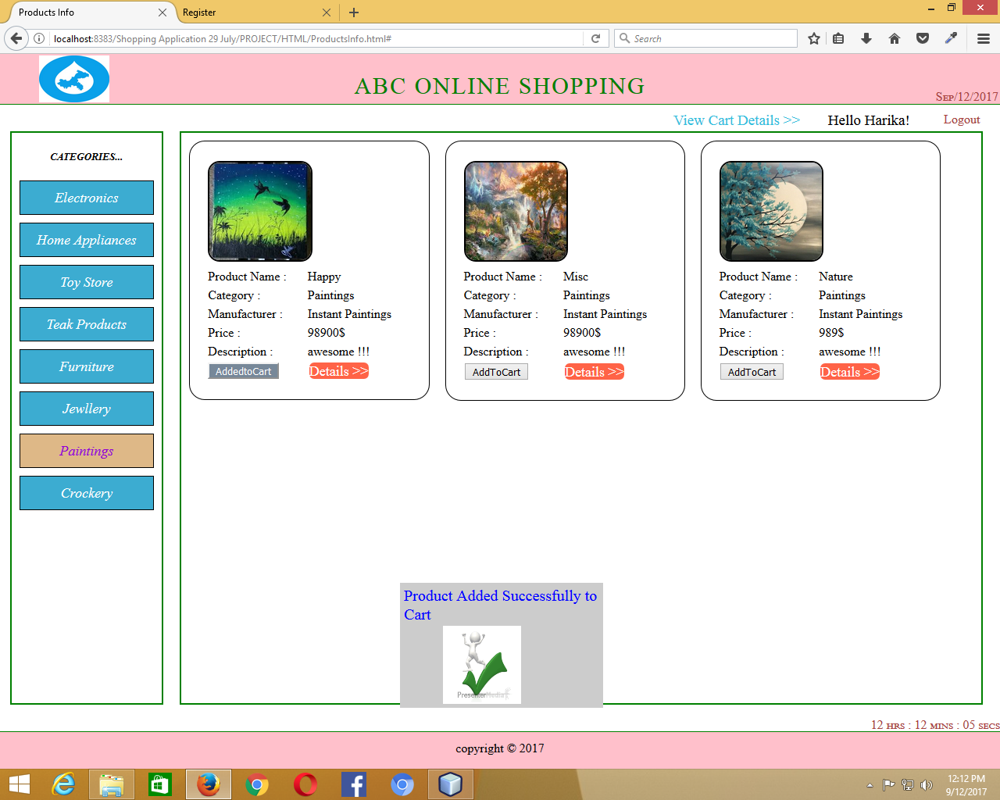 Products Info
Register
localhost:8383/Shopping Application 29 July/PROJECT/HTML/ProductsInfo.html#
Search
ABC ONLINE SHOPPING
Sep/12/2017
View Cart Details >>
Hello Harika!
Logout
CATEGORIES...
Electronics
Home Appliances
Toy Store
Teak Products
Furniture
Jewllery
Paintings
Crockery
Product Name : Happy
Category : Paintings
Manufacturer : Instant Paintings
Price : 98900$
Description : awesome !!!
AddedtoCart Details >>
Product Name : Misc
Category : Paintings
Manufacturer : Instant Paintings
Price : 98900$
Description : awesome !!!
AddToCart Details >>
Product Name : Nature
Category : Paintings
Manufacturer : Instant Paintings
Price : 989$
Description : awesome !!!
AddToCart Details >>
Product Added Successfully to
Cart
PresenterMedia
12 hrs : 12 mins : 05 secs
copyright © 2017
12:12 PM
9/12/2017